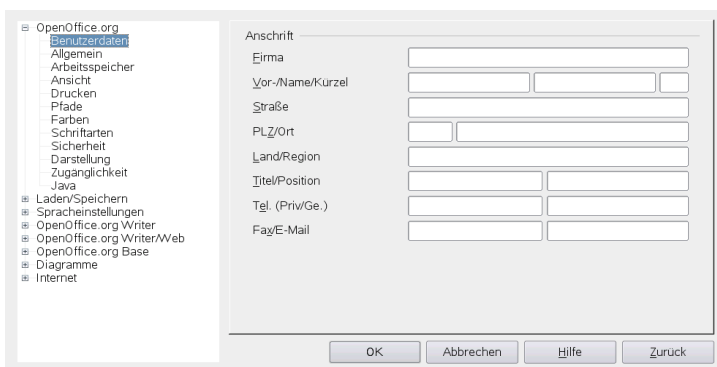 OpenOffice.org
Benutzerdaten
Allgemein
Arbeitsspeicher
Ansicht
Drucken
Pfade
Farben
Schriftarten
Sicherheit
Darstellung
Zugänglichkeit
Java
Laden/Speichern
Spracheinstellungen
OpenOffice.org Writer
OpenOffice.org Writer/Web
OpenOffice.org Base
Diagramme
Internet
Anschrift
Firma
Vor-/Name/Kürzel
Straße
PLZ/Ort
Land/Region
Titel/Position
Tel. (Priv/Ge.)
Fax/E-Mail
OK Abbrechen Hilfe Zurück